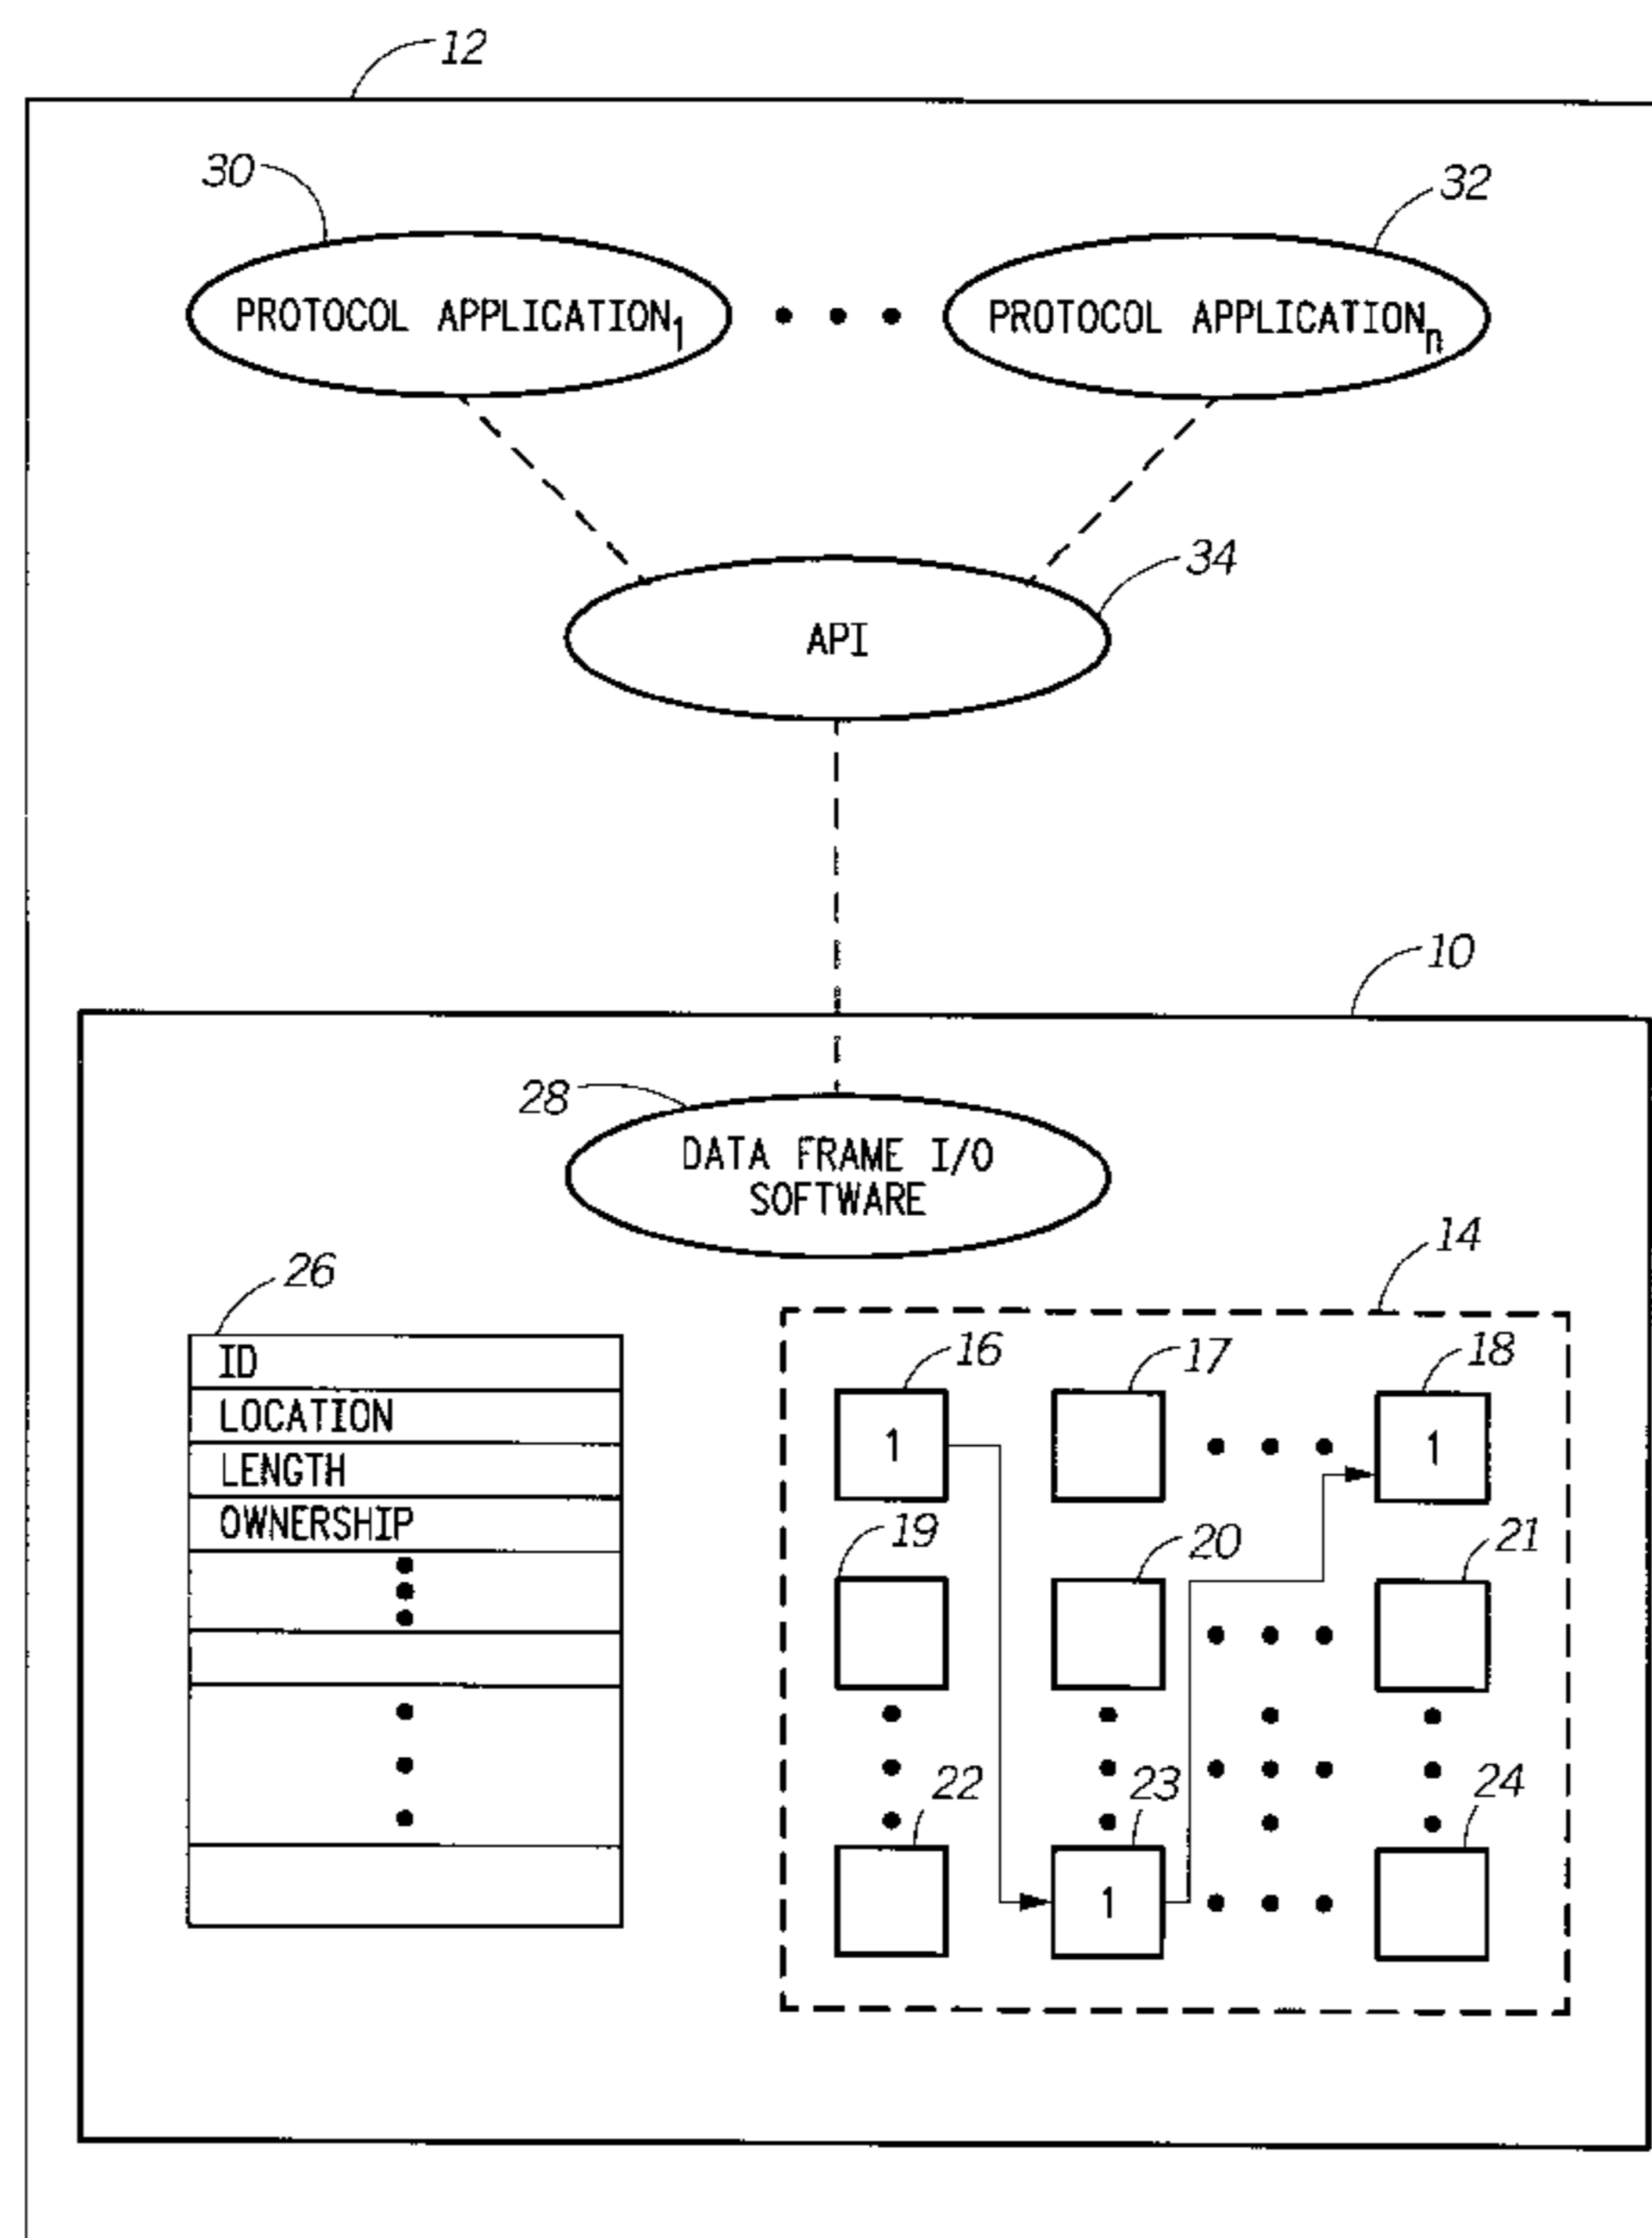 12
30
32
PROTOCOL APPLICATION1
PROTOCOL APPLICATIONn
34
API
10
28
DATA FRAME I/O
SOFTWARE
14
26
ID
LOCATION
LENGTH
OWNERSHIP
16
17
18
1
1
19
20
21
22
23
24
1